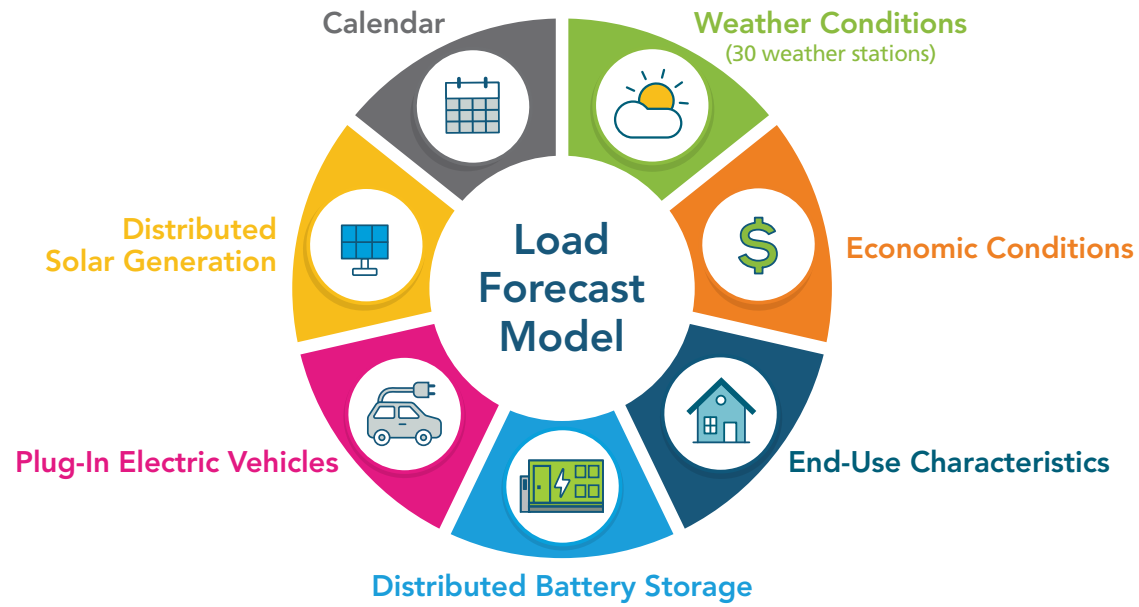 Calendar
Weather Conditions
(30 weather stations)
Economic Conditions
End-Use Characteristics
Distributed Battery Storage
Plug-In Electric Vehicles
Distributed
Solar Generation
Load
Forecast
Model